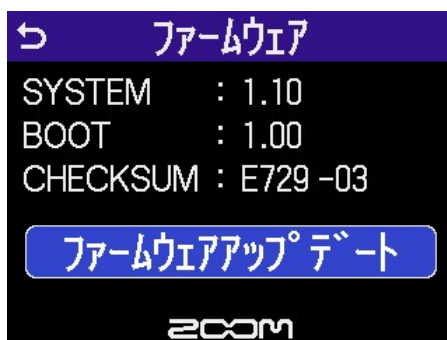 ファームウェア
SYSTEM : 1.10
BOOT : 1.00
CHECKSUM : E729-03
ファームウェアアップデート
ZOOM